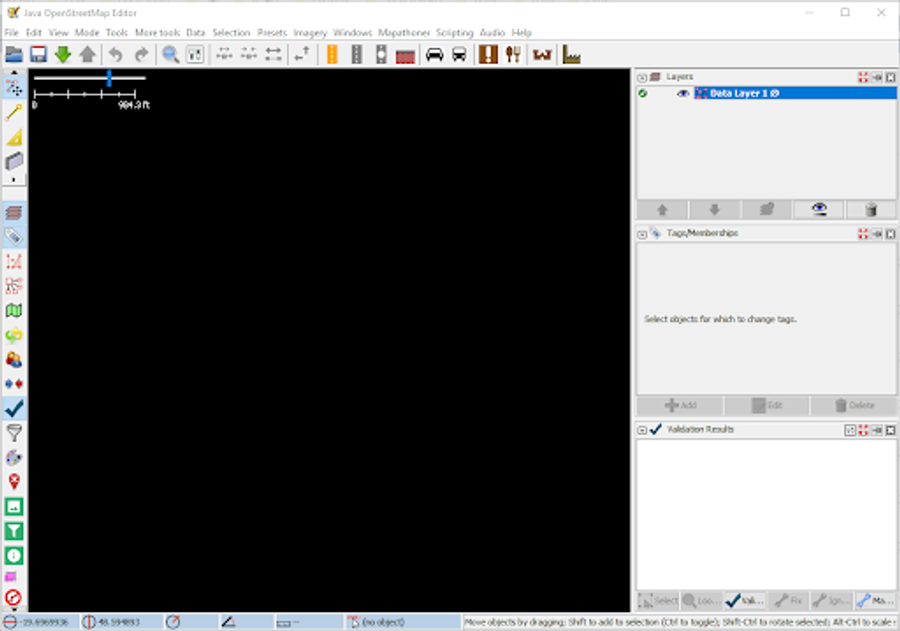 Java OpenStreetMap Editor
File Edit View Mode Tools More tools Data Selection Presets Imagery Windows Mapathoner Scripting Audio Help
0 984.3 ft
Layers
Data Layer 1
Tags/Memberships
Select objects for which to change tags.
Add Edit Delete
Validation Results
Select Loo... Vali... Fix Ign... Ma...
-19.6969936 48.594893 -- (no object) Move objects by dragging; Shift to add to selection (Ctrl to toggle); Shift-Ctrl to rotate selected; Alt-Ctrl to scale